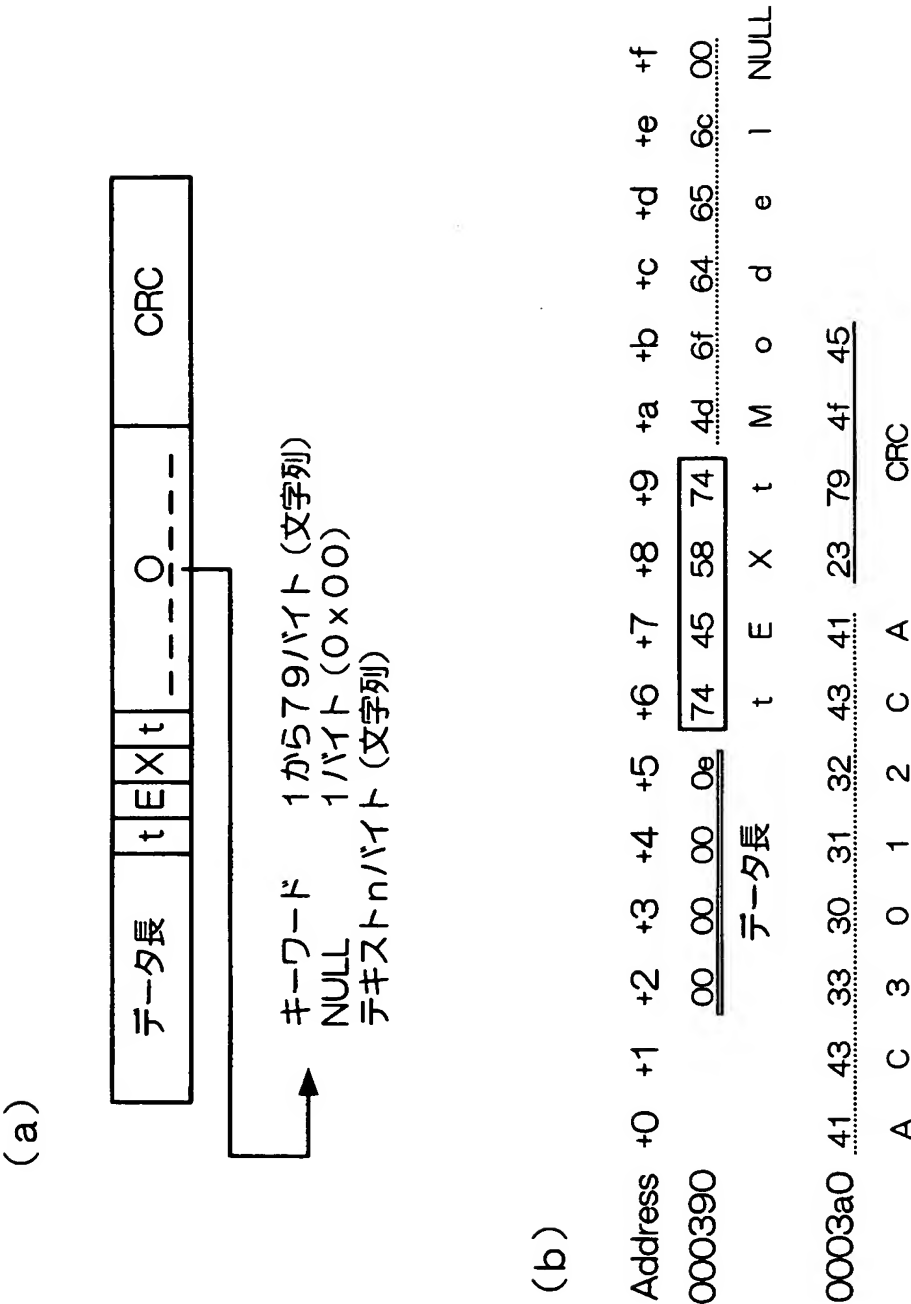 (a)
データ長 t E X t 0 CRC
キーワード 1から79バイト(文字列)
NULL 1バイト(0x00)
テキストnバイト(文字列)
(b)
Address +0 +1 +2 +3 +4 +5 +6 +7 +8 +9 +a +b +c +d +e +f
000390 00 00 00 0e 74 45 58 74 4d 6f 64 65 6c 00
データ長 t E X t M o d e l NULL
0003a0 41 43 33 30 31 32 43 41 23 79 4f 45
A C 3 0 1 2 C A CRC